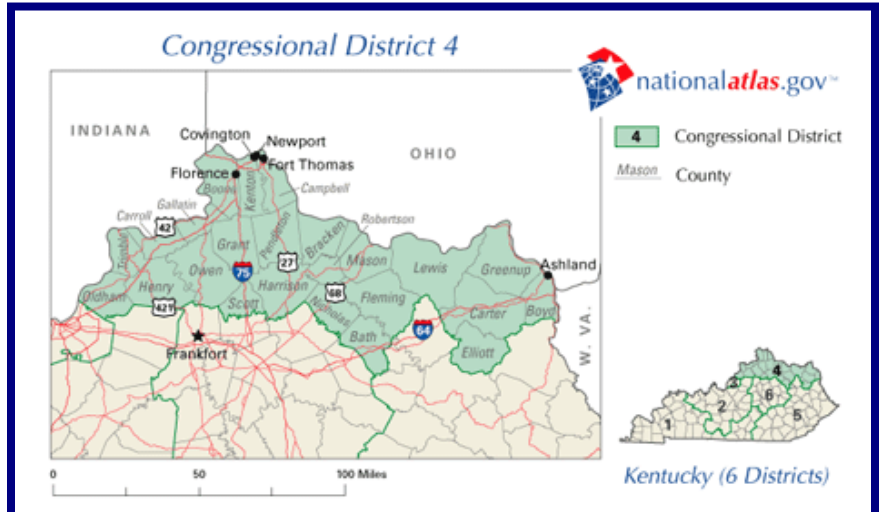 Congressional District 4
nationalatlas.gov™
INDIANA
Covington
Newport
OHIO
Fort Thomas
Florence
4 Congressional District
Mason County
Boone
Kenton
Campbell
Gallatin
Carroll
42
Robertson
Trimble
Grant
Pendleton
Bracken
Mason
27
Owen
75
Lewis
Greenup
Ashland
Henry
Harrison
68
Oldham
421
Scott
Nicholas
Fleming
Carter
Boyd
64
Bath
Frankfort
Elliott
W. VA.
0 50 100 Miles
4
3
2
6
5
1
Kentucky (6 Districts)